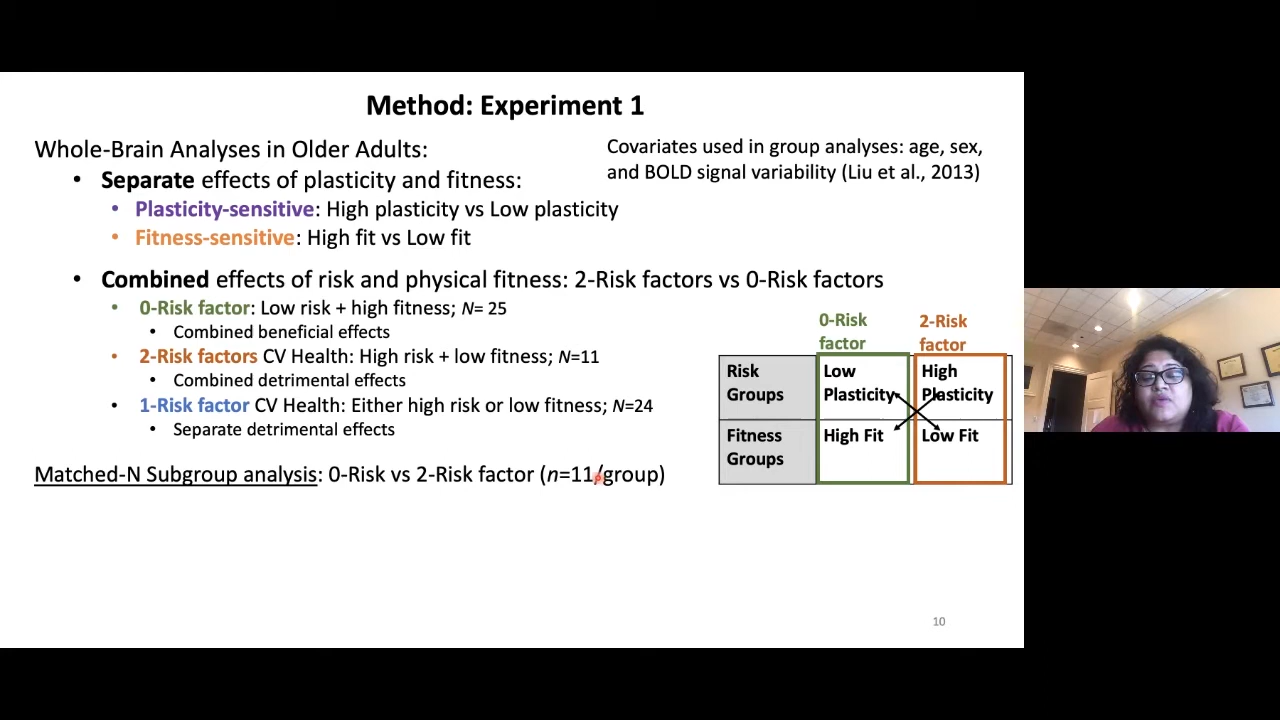 Method: Experiment 1
Whole-Brain Analyses in Older Adults:
Covariates used in group analyses: age, sex,
and BOLD signal variability (Liu et al., 2013)
• Separate effects of plasticity and fitness:
• Plasticity-sensitive: High plasticity vs Low plasticity
• Fitness-sensitive: High fit vs Low fit
• Combined effects of risk and physical fitness: 2-Risk factors vs 0-Risk factors
• 0-Risk factor: Low risk + high fitness; N= 25
• Combined beneficial effects
• 2-Risk factors CV Health: High risk + low fitness; N=11
• Combined detrimental effects
• 1-Risk factor CV Health: Either high risk or low fitness; N=24
• Separate detrimental effects
Matched-N Subgroup analysis: 0-Risk vs 2-Risk factor (n=11/group)
0-Risk
factor
2-Risk
factor
Risk
Groups
Low
Plasticity
High
Plasticity
Fitness
Groups
High Fit
Low Fit
10